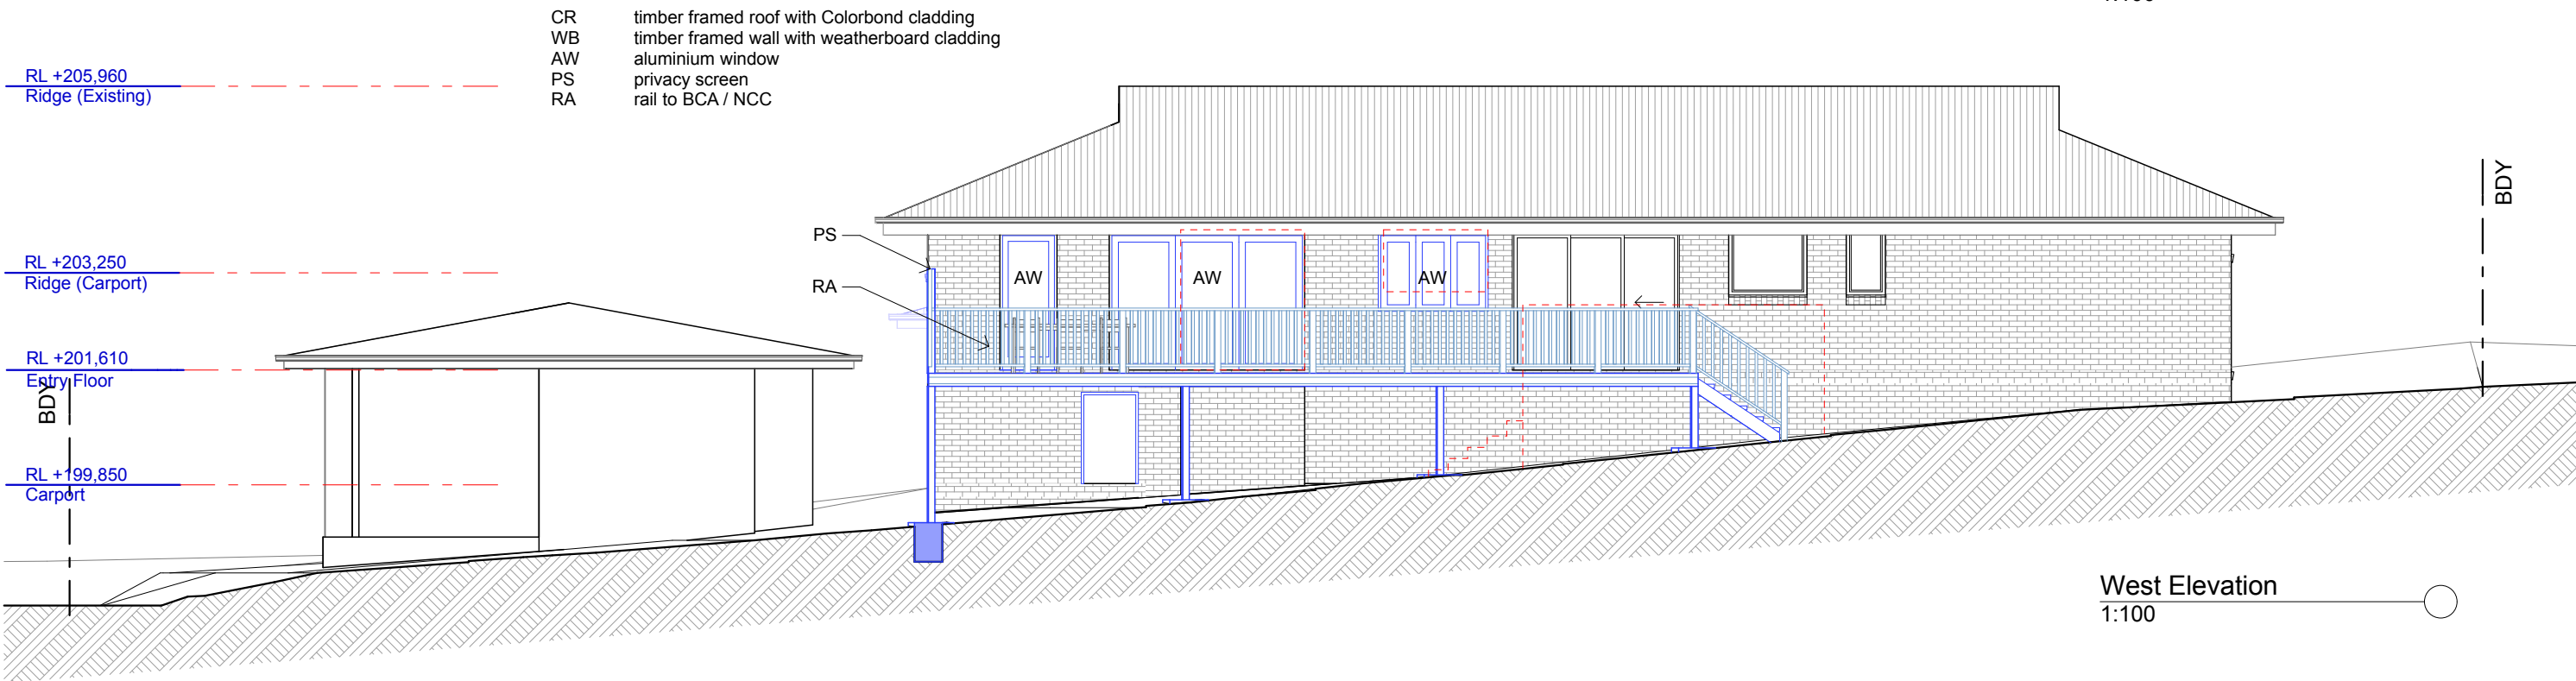 CR timber framed roof with Colorbond cladding
WB timber framed wall with weatherboard cladding
AW aluminium window
PS privacy screen
RA rail to BCA / NCC
RL +205,960
Ridge (Existing)
BDY
PS
RL +203,250
Ridge (Carport)
RA
AW
AW
AW
RL +201,610
Entry Floor
BDY
RL +199,850
Carport
West Elevation
1:100